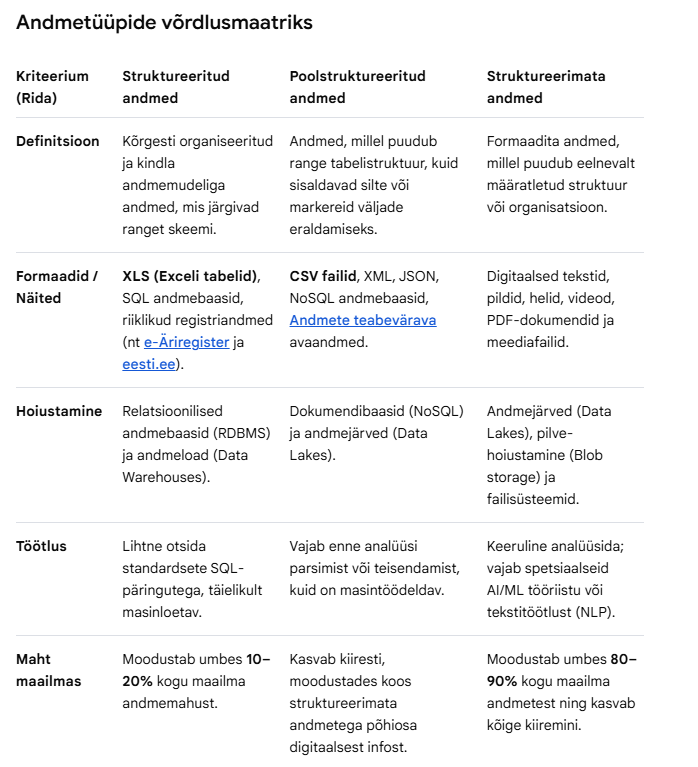 Andmetüüpide võrdlusmaatriks
Kriteerium (Rida)
Struktureeritud andmed
Poolstruktureeritud andmed
Struktureerimata andmed
Definitsioon
Kõrgesti organiseeritud
ja kindla
andmemudeliga
andmed, mis järgivad
ranget skeemi.
Andmed, millel puudub
range tabelistruktuur, kuid
sisaldavad silte või
markereid väljade
eraldamiseks.
Formaadita andmed,
millel puudub eelnevalt
määratletud struktuur
või organisatsioon.
Formaadid /
Näited
XLS (Exceli tabelid),
SQL andmebaasid,
riiklikud registriandmed
(nt e-Äriregister ja
eesti.ee).
CSV failid, XML, JSON,
NoSQL andmebaasid,
Andmete teabevärava
avaandmed.
Digitaalsed tekstid,
pildid, helid, videod,
PDF-dokumendid ja
meediafailid.
Hoiustamine
Relatsioonilised
andmebaasid (RDBMS)
ja andmeload (Data
Warehouses).
Dokumendibaasid (NoSQL)
ja andmejärved (Data
Lakes).
Andmejärved (Data
Lakes), pilve-
hoiustamine (Blob
storage) ja
failisüsteemid.
Töötlus
Lihtne otsida
standardsete SQL-
päringutega, täielikult
masinloetav.
Vajab enne analüüsi
parsimist või teisendamist,
kuid on masintöödeldav.
Keeruline analüüsida;
vajab spetsiaalseid
AI/ML tööriistu või
tekstitöötlust (NLP).
Maht
maailmas
Moodustab umbes 10–
20% kogu maailma
andmemahust.
Kasvab kiiresti,
moodustades koos
struktureerimata
andmetega põhiosa
digitaalsest infost.
Moodustab umbes 80–
90% kogu maailma
andmetest ning kasvab
kõige kiiremini.